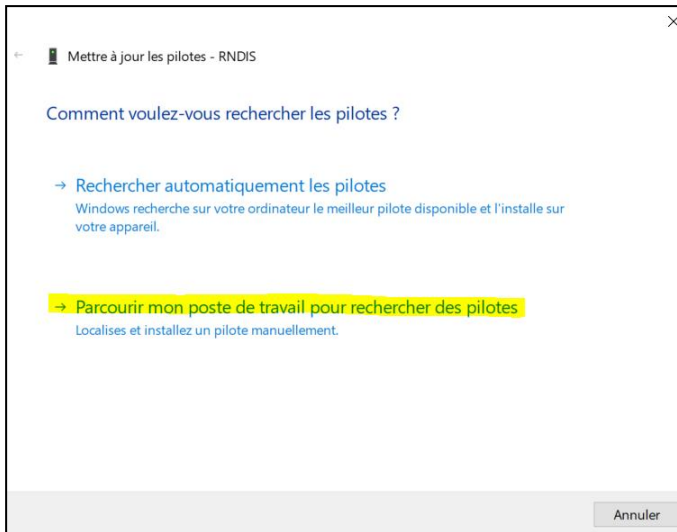 Mettre à jour les pilotes - RNDIS
Comment voulez-vous rechercher les pilotes ?
→ Rechercher automatiquement les pilotes
Windows recherche sur votre ordinateur le meilleur pilote disponible et l'installe sur
votre appareil.
→ Parcourir mon poste de travail pour rechercher des pilotes
Localises et installez un pilote manuellement.
Annuler